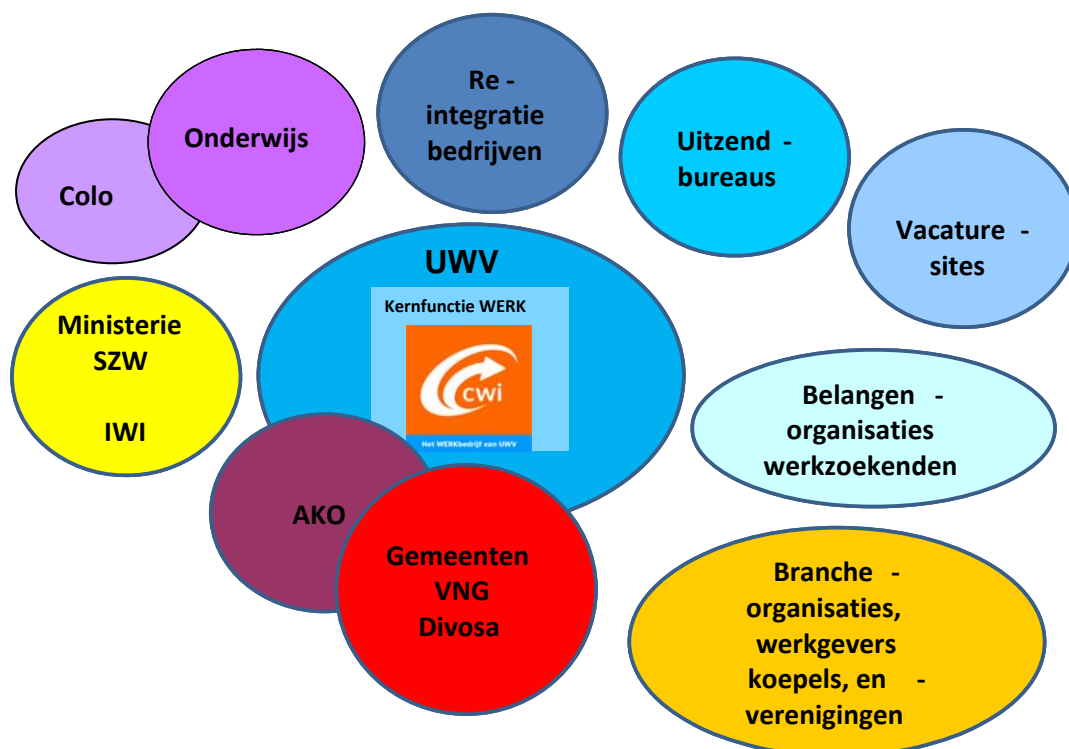 Onderwijs
Colo
Re -
integratie
bedrijven
Uitzend -
bureaus
Vacature -
sites
UWV
Kernfunctie WERK
cwi
Het WERKbedrijf van UWV
Ministerie
SZW
IWI
Belangen -
organisaties
werkzoekenden
AKO
Gemeenten
VNG
Divosa
Branche -
organisaties,
werkgevers
koepels, en -
verenigingen